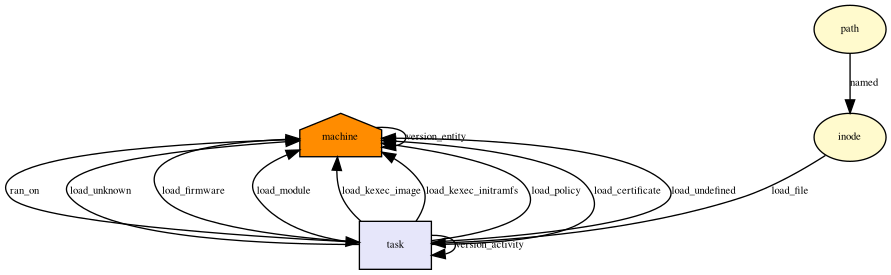 path
named
machine
version_entity
inode
ran_on
load_unknown
load_firmware
load_module
load_kexec_image
load_kexec_initramfs
load_policy
load_certificate
load_undefined
load_file
task
version_activity